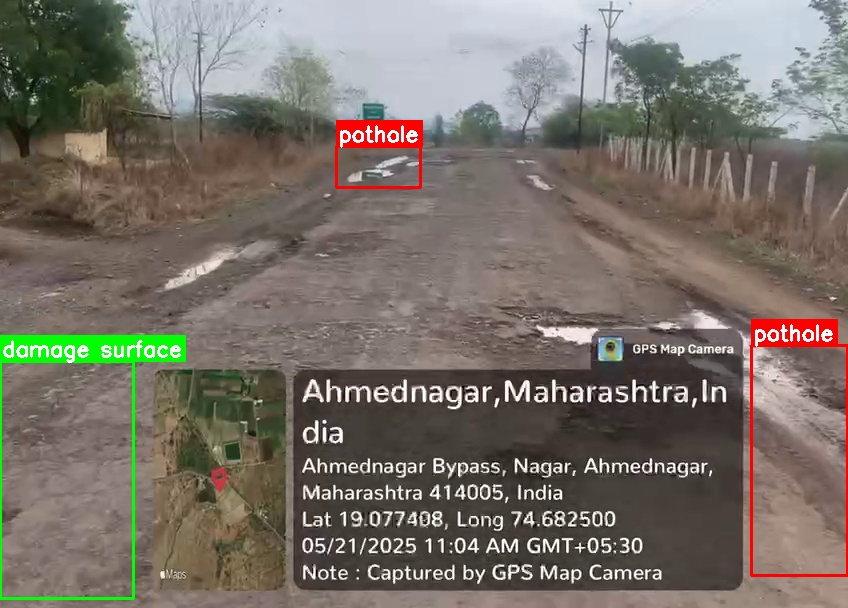 pothole
pothole
damage surface
GPS Map Camera
Ahmednagar,Maharashtra,In
dia
Ahmednagar Bypass, Nagar, Ahmednagar,
Maharashtra 414005, India
Lat 19.077408, Long 74.682500
05/21/2025 11:04 AM GMT+05:30
Note : Captured by GPS Map Camera
Maps